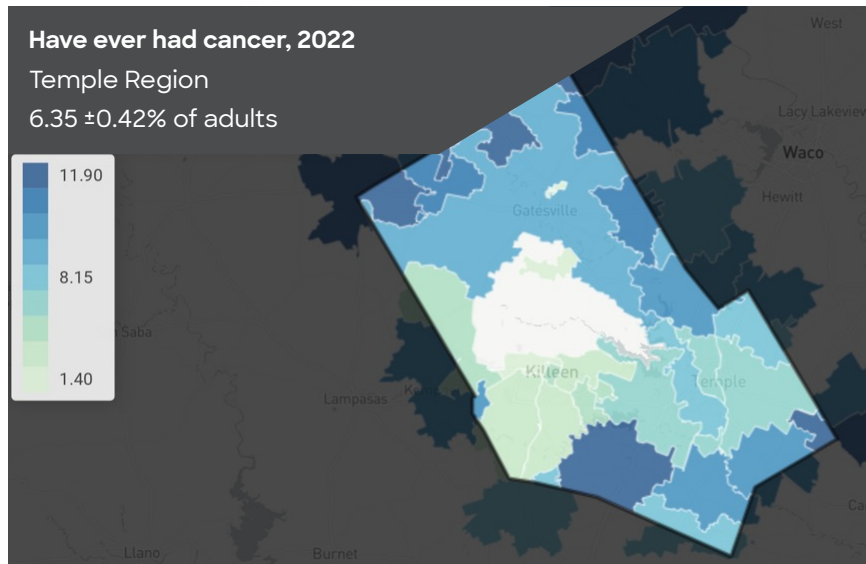 Have ever had cancer, 2022
Temple Region
6.35 ±0.42% of adults
West
Lacy Lakeview
Waco
Hewitt
11.90
8.15
1.40
Gatesville
Saba
Killeen
Temple
Lampasas
Llano
Burnet